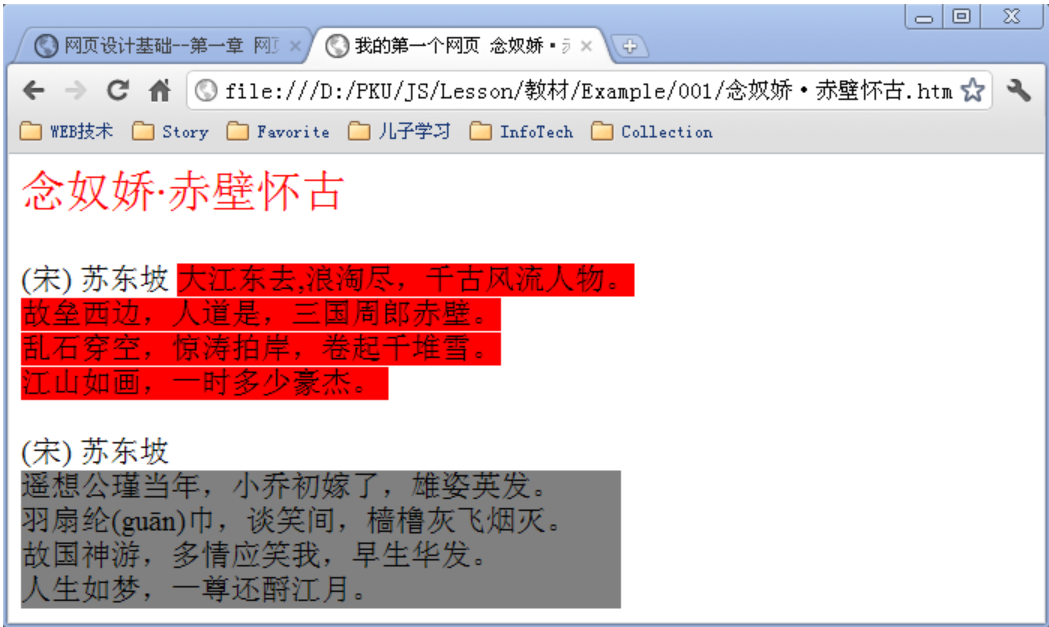 网页设计基础--第一章 网页
我的第一个网页 念奴娇·
file:///D:/PKU/JS/Lesson/教材/Example/001/念奴娇·赤壁怀古.htm
WEB技术 Story Favorite 儿子学习 InfoTech Collection
念奴娇·赤壁怀古
(宋) 苏东坡 大江东去,浪淘尽，千古风流人物。
故垒西边，人道是，三国周郎赤壁。
乱石穿空，惊涛拍岸，卷起千堆雪。
江山如画，一时多少豪杰。
(宋) 苏东坡
遥想公瑾当年，小乔初嫁了，雄姿英发。
羽扇纶(guān)巾，谈笑间，樯橹灰飞烟灭。
故国神游，多情应笑我，早生华发。
人生如梦，一尊还酹江月。